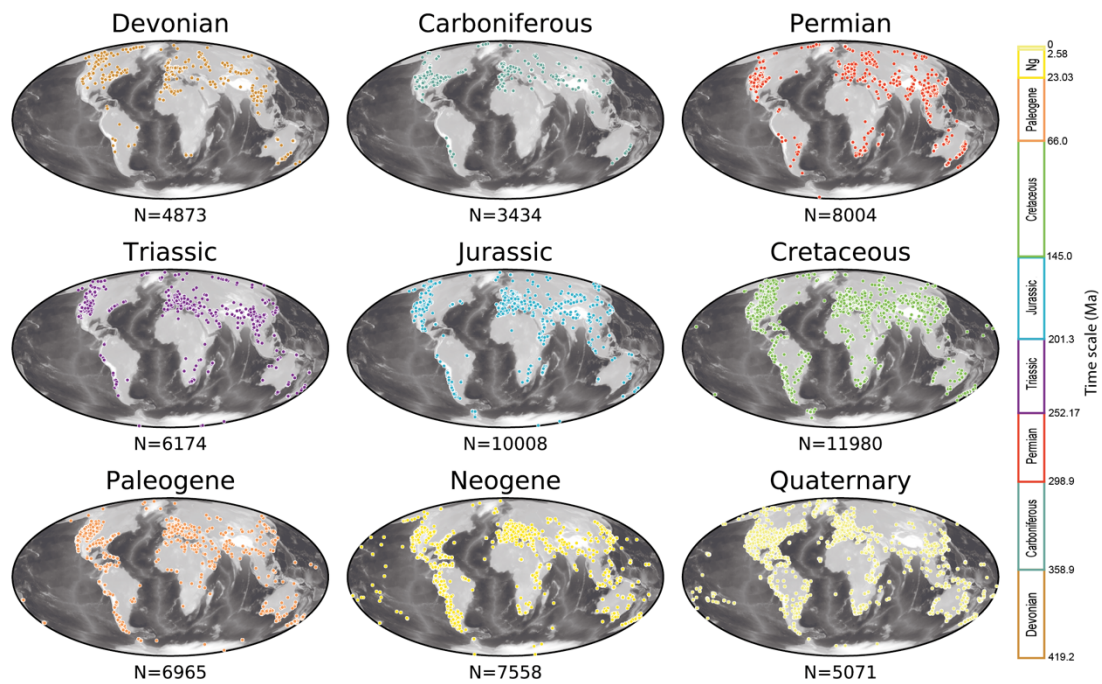 Devonian
Carboniferous
Permian
N=4873
N=3434
N=8004
Triassic
Jurassic
Cretaceous
N=6174
N=10008
N=11980
Paleogene
Neogene
Quaternary
N=6965
N=7558
N=5071
0
2.58
Ng
23.03
Paleogene
66.0
Cretaceous
145.0
Jurassic
201.3
Triassic
252.17
Permian
298.9
Carboniferous
358.9
Devonian
419.2
Time scale (Ma)